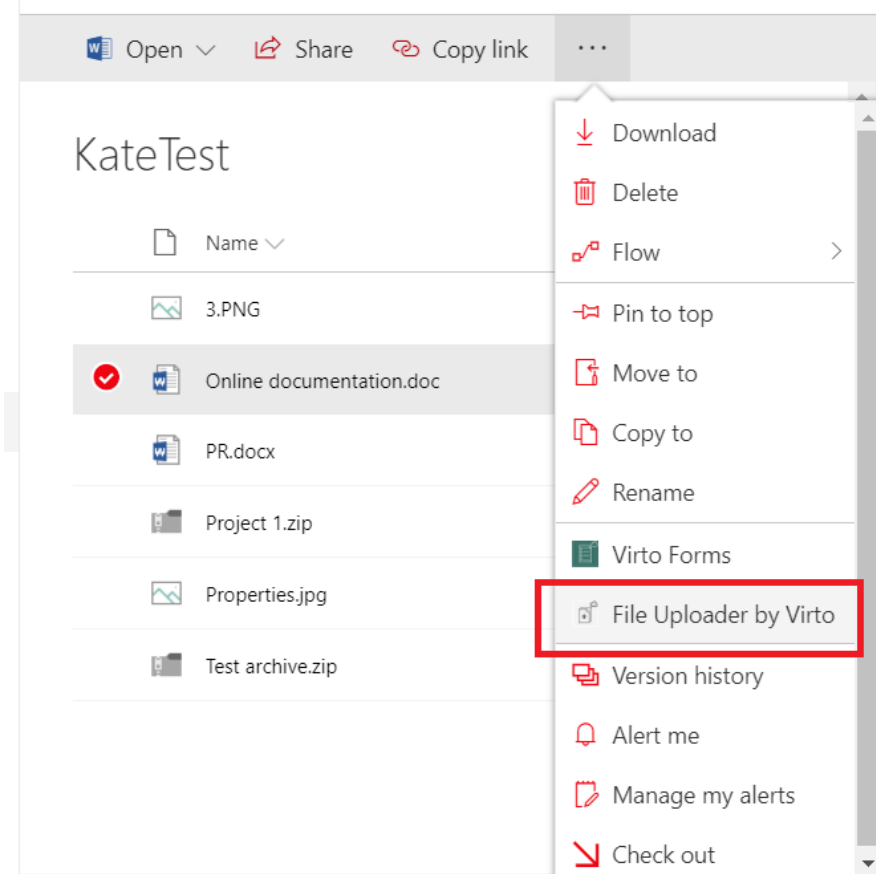 Open Share Copy link ...
KateTest
Name
3.PNG
Online documentation.doc
PR.docx
Project 1.zip
Properties.jpg
Test archive.zip
Download
Delete
Flow
Pin to top
Move to
Copy to
Rename
Virto Forms
File Uploader by Virto
Version history
Alert me
Manage my alerts
Check out